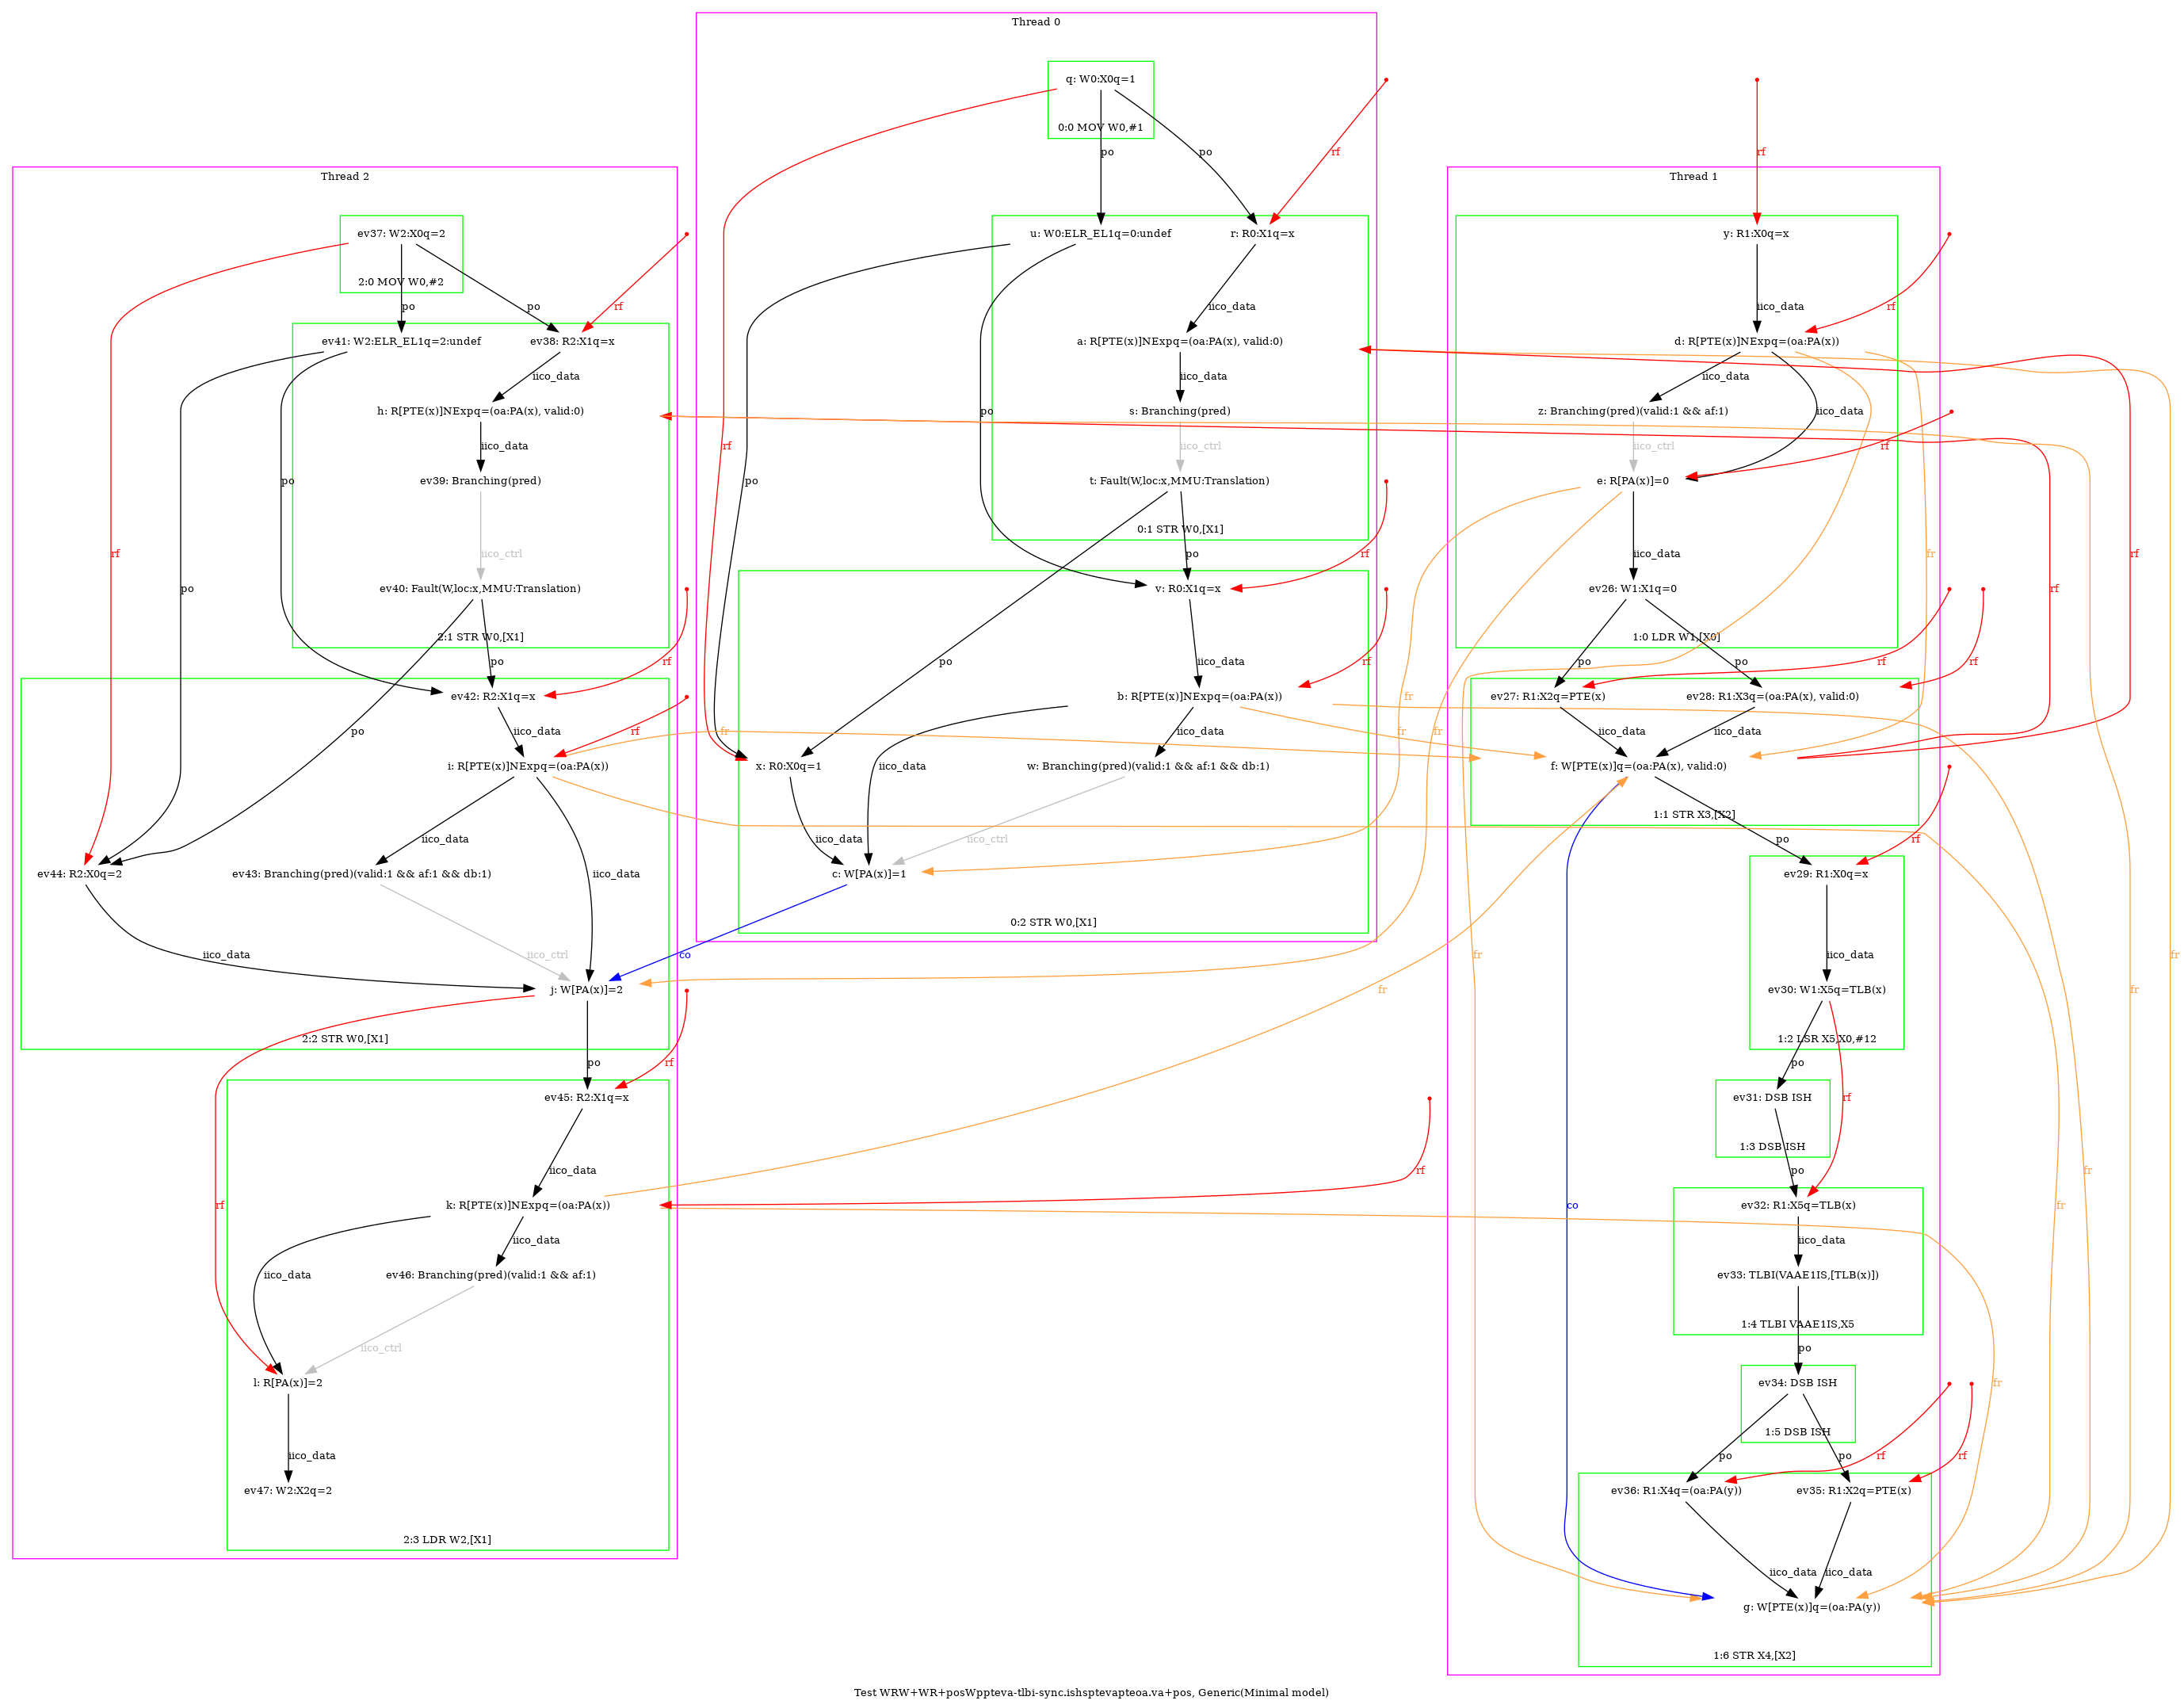 Thread 0
q: W0:X0q=1
0:0 MOV W0,#1
po
po
rf
rf
u: W0:ELR_EL1q=0:undef
r: R0:X1q=x
iico_data
a: R[PTE(x)]NExpq=(oa:PA(x), valid:0)
iico_data
s: Branching(pred)
iico_ctrl
t: Fault(W,loc:x,MMU:Translation)
0:1 STR W0,[X1]
po
po
po
po
rf
v: R0:X1q=x
iico_data
rf
b: R[PTE(x)]NExpq=(oa:PA(x))
iico_data
iico_data
x: R0:X0q=1
w: Branching(pred)(valid:1 && af:1 && db:1)
iico_data
iico_ctrl
c: W[PA(x)]=1
0:2 STR W0,[X1]
co
Thread 2
ev37: W2:X0q=2
2:0 MOV W0,#2
po
po
rf
rf
ev41: W2:ELR_EL1q=2:undef
ev38: R2:X1q=x
iico_data
h: R[PTE(x)]NExpq=(oa:PA(x), valid:0)
iico_data
ev39: Branching(pred)
iico_ctrl
ev40: Fault(W,loc:x,MMU:Translation)
2:1 STR W0,[X1]
po
po
po
po
rf
ev42: R2:X1q=x
iico_data
rf
fr
i: R[PTE(x)]NExpq=(oa:PA(x))
iico_data
iico_data
ev44: R2:X0q=2
ev43: Branching(pred)(valid:1 && af:1 && db:1)
iico_data
iico_ctrl
j: W[PA(x)]=2
2:2 STR W0,[X1]
po
rf
rf
ev45: R2:X1q=x
iico_data
k: R[PTE(x)]NExpq=(oa:PA(x))
iico_data
iico_data
ev46: Branching(pred)(valid:1 && af:1)
iico_ctrl
l: R[PA(x)]=2
iico_data
ev47: W2:X2q=2
2:3 LDR W2,[X1]
rf
Thread 1
y: R1:X0q=x
iico_data
rf
d: R[PTE(x)]NExpq=(oa:PA(x))
iico_data
iico_data
z: Branching(pred)(valid:1 && af:1)
iico_ctrl
rf
e: R[PA(x)]=0
iico_data
fr
rf
rf
ev26: W1:X1q=0
1:0 LDR W1,[X0]
po
po
rf
rf
fr
fr
fr
ev27: R1:X2q=PTE(x)
ev28: R1:X3q=(oa:PA(x), valid:0)
iico_data
iico_data
f: W[PTE(x)]q=(oa:PA(x), valid:0)
1:1 STR X3,[X2]
po
rf
ev29: R1:X0q=x
iico_data
ev30: W1:X5q=TLB(x)
1:2 LSR X5,X0,#12
fr
fr
fr
fr
po
ev31: DSB ISH
rf
1:3 DSB ISH
po
rf
fr
ev32: R1:X5q=TLB(x)
co
fr
iico_data
ev33: TLBI(VAAE1IS,[TLB(x)])
1:4 TLBI VAAE1IS,X5
po
ev34: DSB ISH
fr
1:5 DSB ISH
po
po
rf
rf
ev36: R1:X4q=(oa:PA(y))
ev35: R1:X2q=PTE(x)
iico_data
iico_data
g: W[PTE(x)]q=(oa:PA(y))
1:6 STR X4,[X2]
Test WRW+WR+posWppteva-tlbi-sync.ishsptevapteoa.va+pos, Generic(Minimal model)